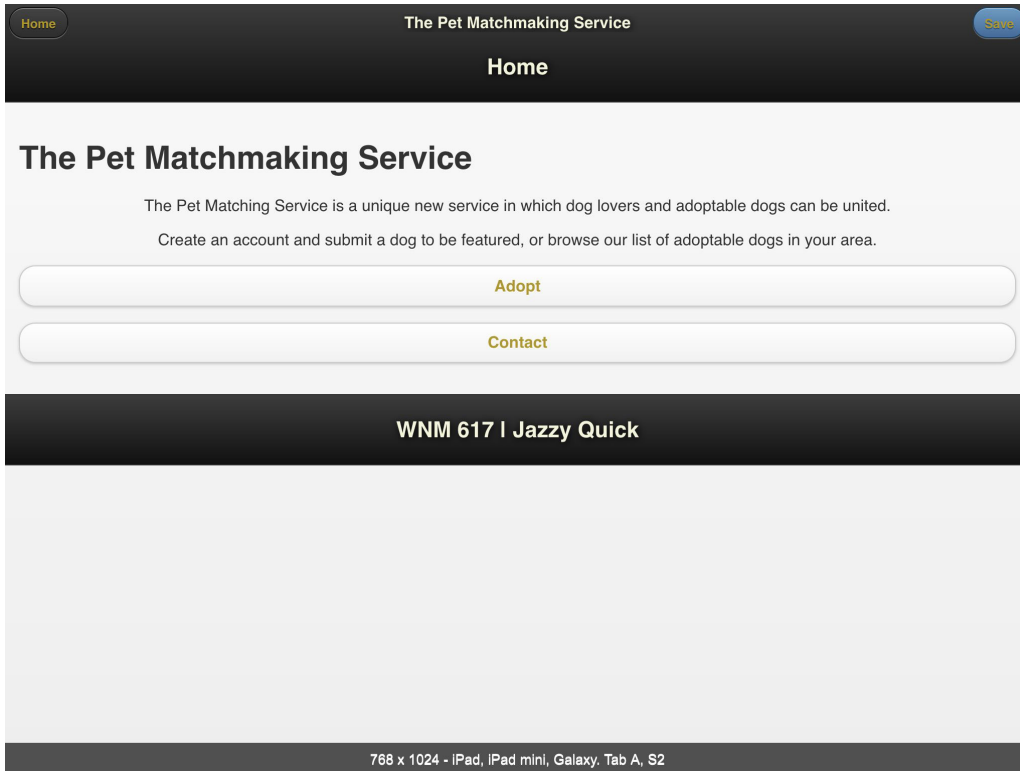 Home
The Pet Matchmaking Service
Save
Home
The Pet Matchmaking Service
The Pet Matching Service is a unique new service in which dog lovers and adoptable dogs can be united.
Create an account and submit a dog to be featured, or browse our list of adoptable dogs in your area.
Adopt
Contact
WNM 617 | Jazzy Quick
768 x 1024 - iPad, iPad mini, Galaxy. Tab A, S2